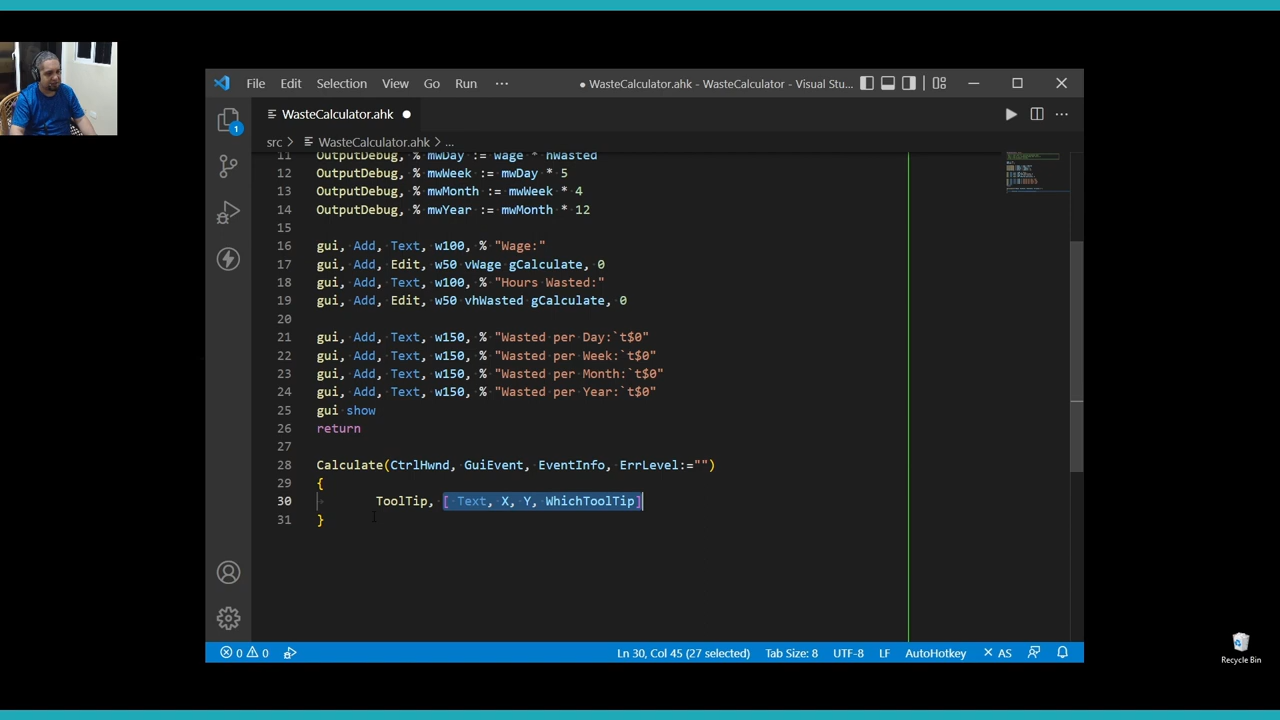 File Edit Selection View Go Run ··· ● WasteCalculator.ahk - WasteCalculator - Visual Stu...
WasteCalculator.ahk ●
src > WasteCalculator.ahk > ...
1
11 OutputDebug, % mwDay := wage * hWasted
12 OutputDebug, % mwWeek := mwDay * 5
13 OutputDebug, % mwMonth := mwWeek * 4
14 OutputDebug, % mwYear := mwMonth * 12
15
16 gui, Add, Text, w100, % "Wage:"
17 gui, Add, Edit, w50 vWage gCalculate, 0
18 gui, Add, Text, w100, % "Hours Wasted:"
19 gui, Add, Edit, w50 vhWasted gCalculate, 0
20
21 gui, Add, Text, w150, % "Wasted per Day:`t$0"
22 gui, Add, Text, w150, % "Wasted per Week:`t$0"
23 gui, Add, Text, w150, % "Wasted per Month:`t$0"
24 gui, Add, Text, w150, % "Wasted per Year:`t$0"
25 gui show
26 return
27
28 Calculate(CtrlHwnd, GuiEvent, EventInfo, ErrLevel:="")
29 {
30 ToolTip, [ Text, X, Y, WhichToolTip]
31 }
0 0 Ln 30, Col 45 (27 selected) Tab Size: 8 UTF-8 LF AutoHotkey × AS
Recycle Bin